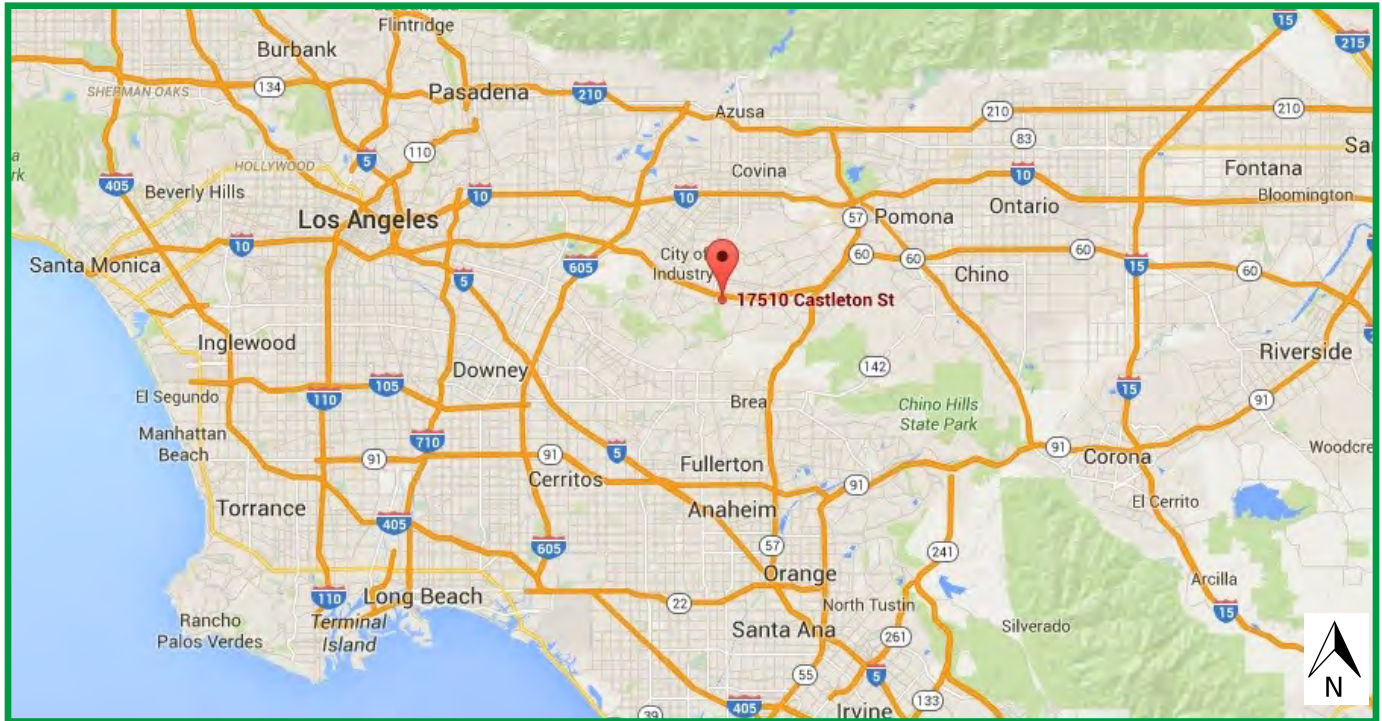 Flintridge
15
215
Burbank
134
SHERMAN OAKS
Pasadena
210
Azusa
210
210
83
110
5
HOLLYWOOD
Covina
Fontana
405
Beverly Hills
10
10
10
Bloomington
Los Angeles
57
Pomona
Ontario
10
Santa Monica
605
City of
Industry
60
60
60
Chino
15
60
5
17510 Castleton St
Inglewood
Riverside
Downey
142
105
El Segundo
110
Brea
15
Chino Hills
State Park
91
Manhattan
Beach
710
91
91
5
Fullerton
91
Corona
Cerritos
91
Torrance
Anaheim
El Cerrito
405
605
57
241
Orange
Arcilla
110
Long Beach
22
North Tustin
15
Rancho
Palos Verdes
Terminal
Island
Santa Ana
261
Silverado
55
5
N
405
39
Irvine
133